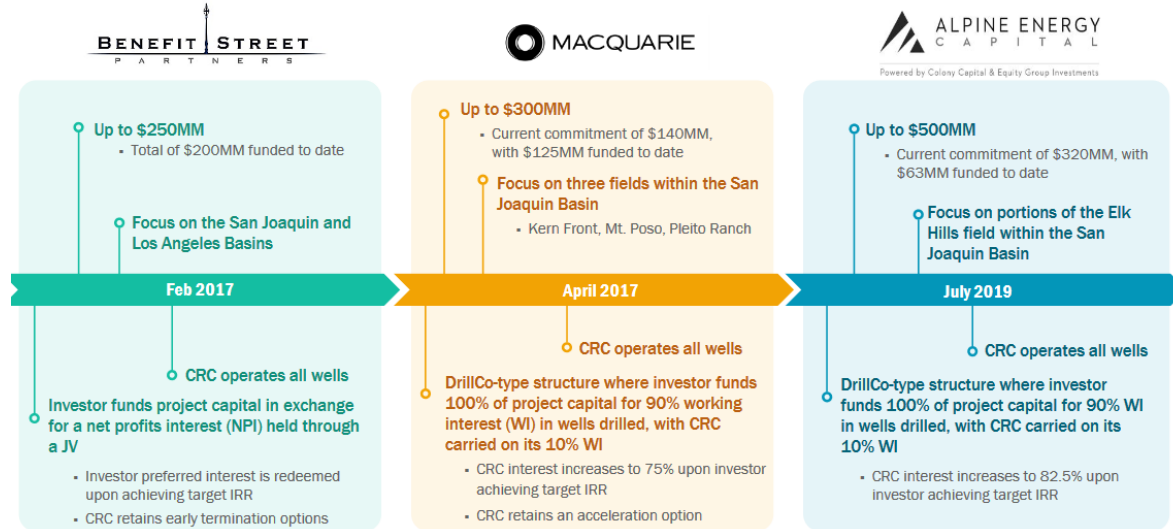 BENEFIT STREET
PARTNERS
Up to $250MM
▪ Total of $200MM funded to date
Focus on the San Joaquin and
Los Angeles Basins
Feb 2017
CRC operates all wells
Investor funds project capital in exchange
for a net profits interest (NPI) held through
a JV
▪ Investor preferred interest is redeemed
upon achieving target IRR
▪ CRC retains early termination options
MACQUARIE
Up to $300MM
▪ Current commitment of $140MM,
with $125MM funded to date
Focus on three fields within the San
Joaquin Basin
▪ Kern Front, Mt. Poso, Pleito Ranch
April 2017
CRC operates all wells
DrillCo-type structure where investor funds
100% of project capital for 90% working
interest (WI) in wells drilled, with CRC
carried on its 10% WI
▪ CRC interest increases to 75% upon investor
achieving target IRR
▪ CRC retains an acceleration option
ALPINE ENERGY
CAPITAL
Powered by Colony Capital & Equity Group Investments
Up to $500MM
▪ Current commitment of $320MM, with
$63MM funded to date
Focus on portions of the Elk
Hills field within the San
Joaquin Basin
July 2019
CRC operates all wells
DrillCo-type structure where investor
funds 100% of project capital for 90% WI
in wells drilled, with CRC carried on its
10% WI
▪ CRC interest increases to 82.5% upon
investor achieving target IRR